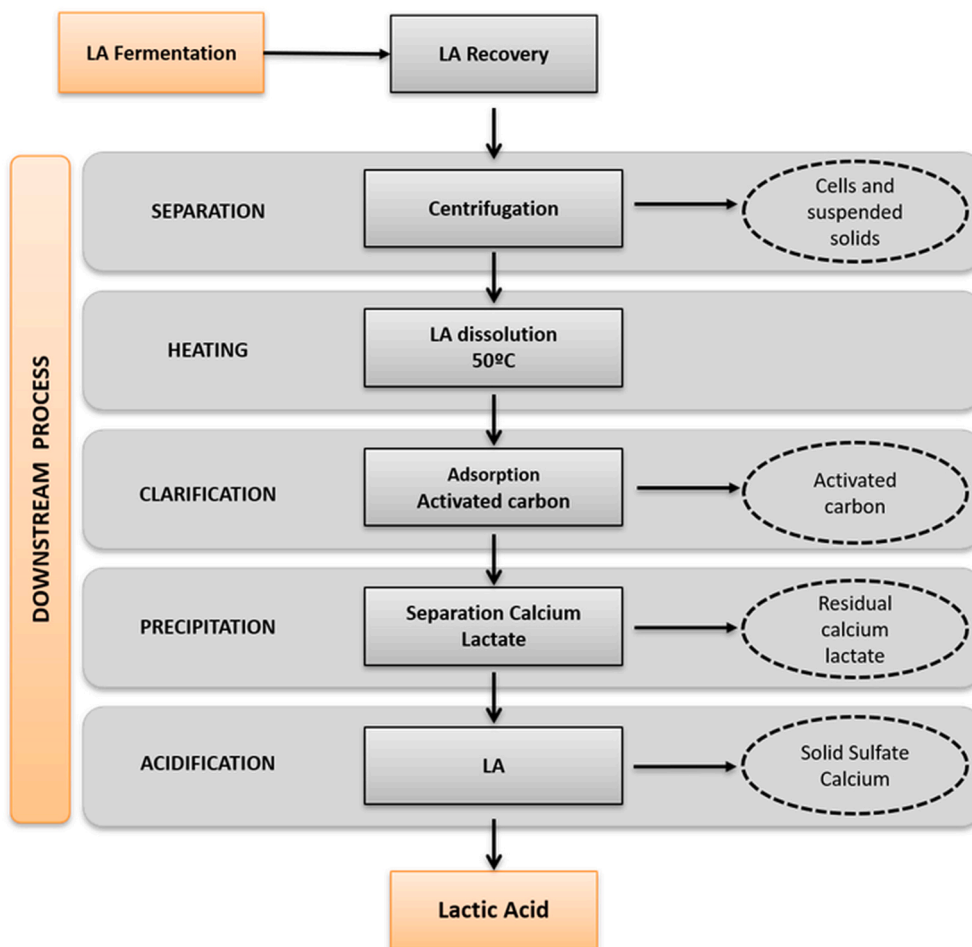 LA Fermentation
LA Recovery
DOWNSTREAM PROCESS
SEPARATION
Centrifugation
Cells and
suspended
solids
HEATING
LA dissolution
50ºC
CLARIFICATION
Adsorption
Activated carbon
Activated
carbon
PRECIPITATION
Separation Calcium
Lactate
Residual
calcium
lactate
ACIDIFICATION
LA
Solid Sulfate
Calcium
Lactic Acid